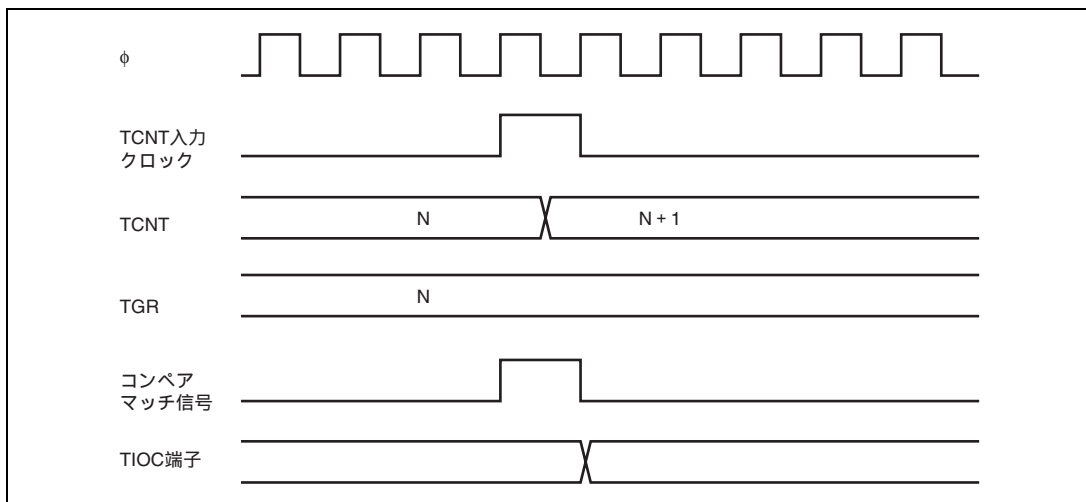 φ
TCNT入力
クロック
TCNT
N
N + 1
TGR
N
コンペア
マッチ信号
TIOC端子